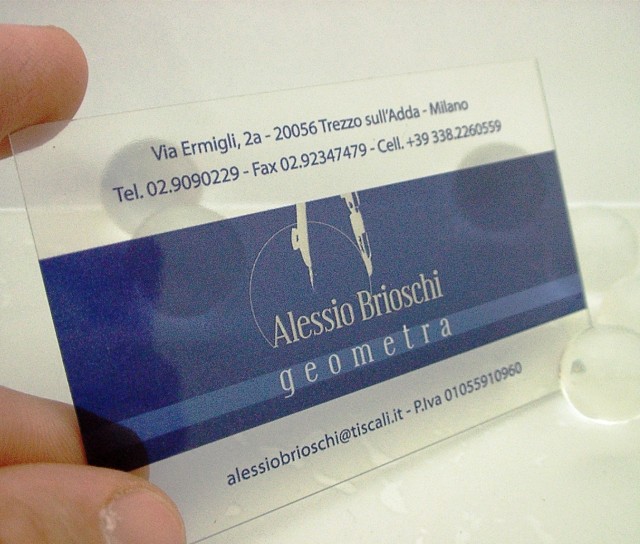 Via Ermigli, 2a - 20056 Trezzo sull'Adda - Milano
Tel. 02.9090229 - Fax 02.92347479 - Cell. +39 338.2260559
Alessio Brioschi
geometra
alessiobrioschi@tiscali.it - P.Iva 01055910960